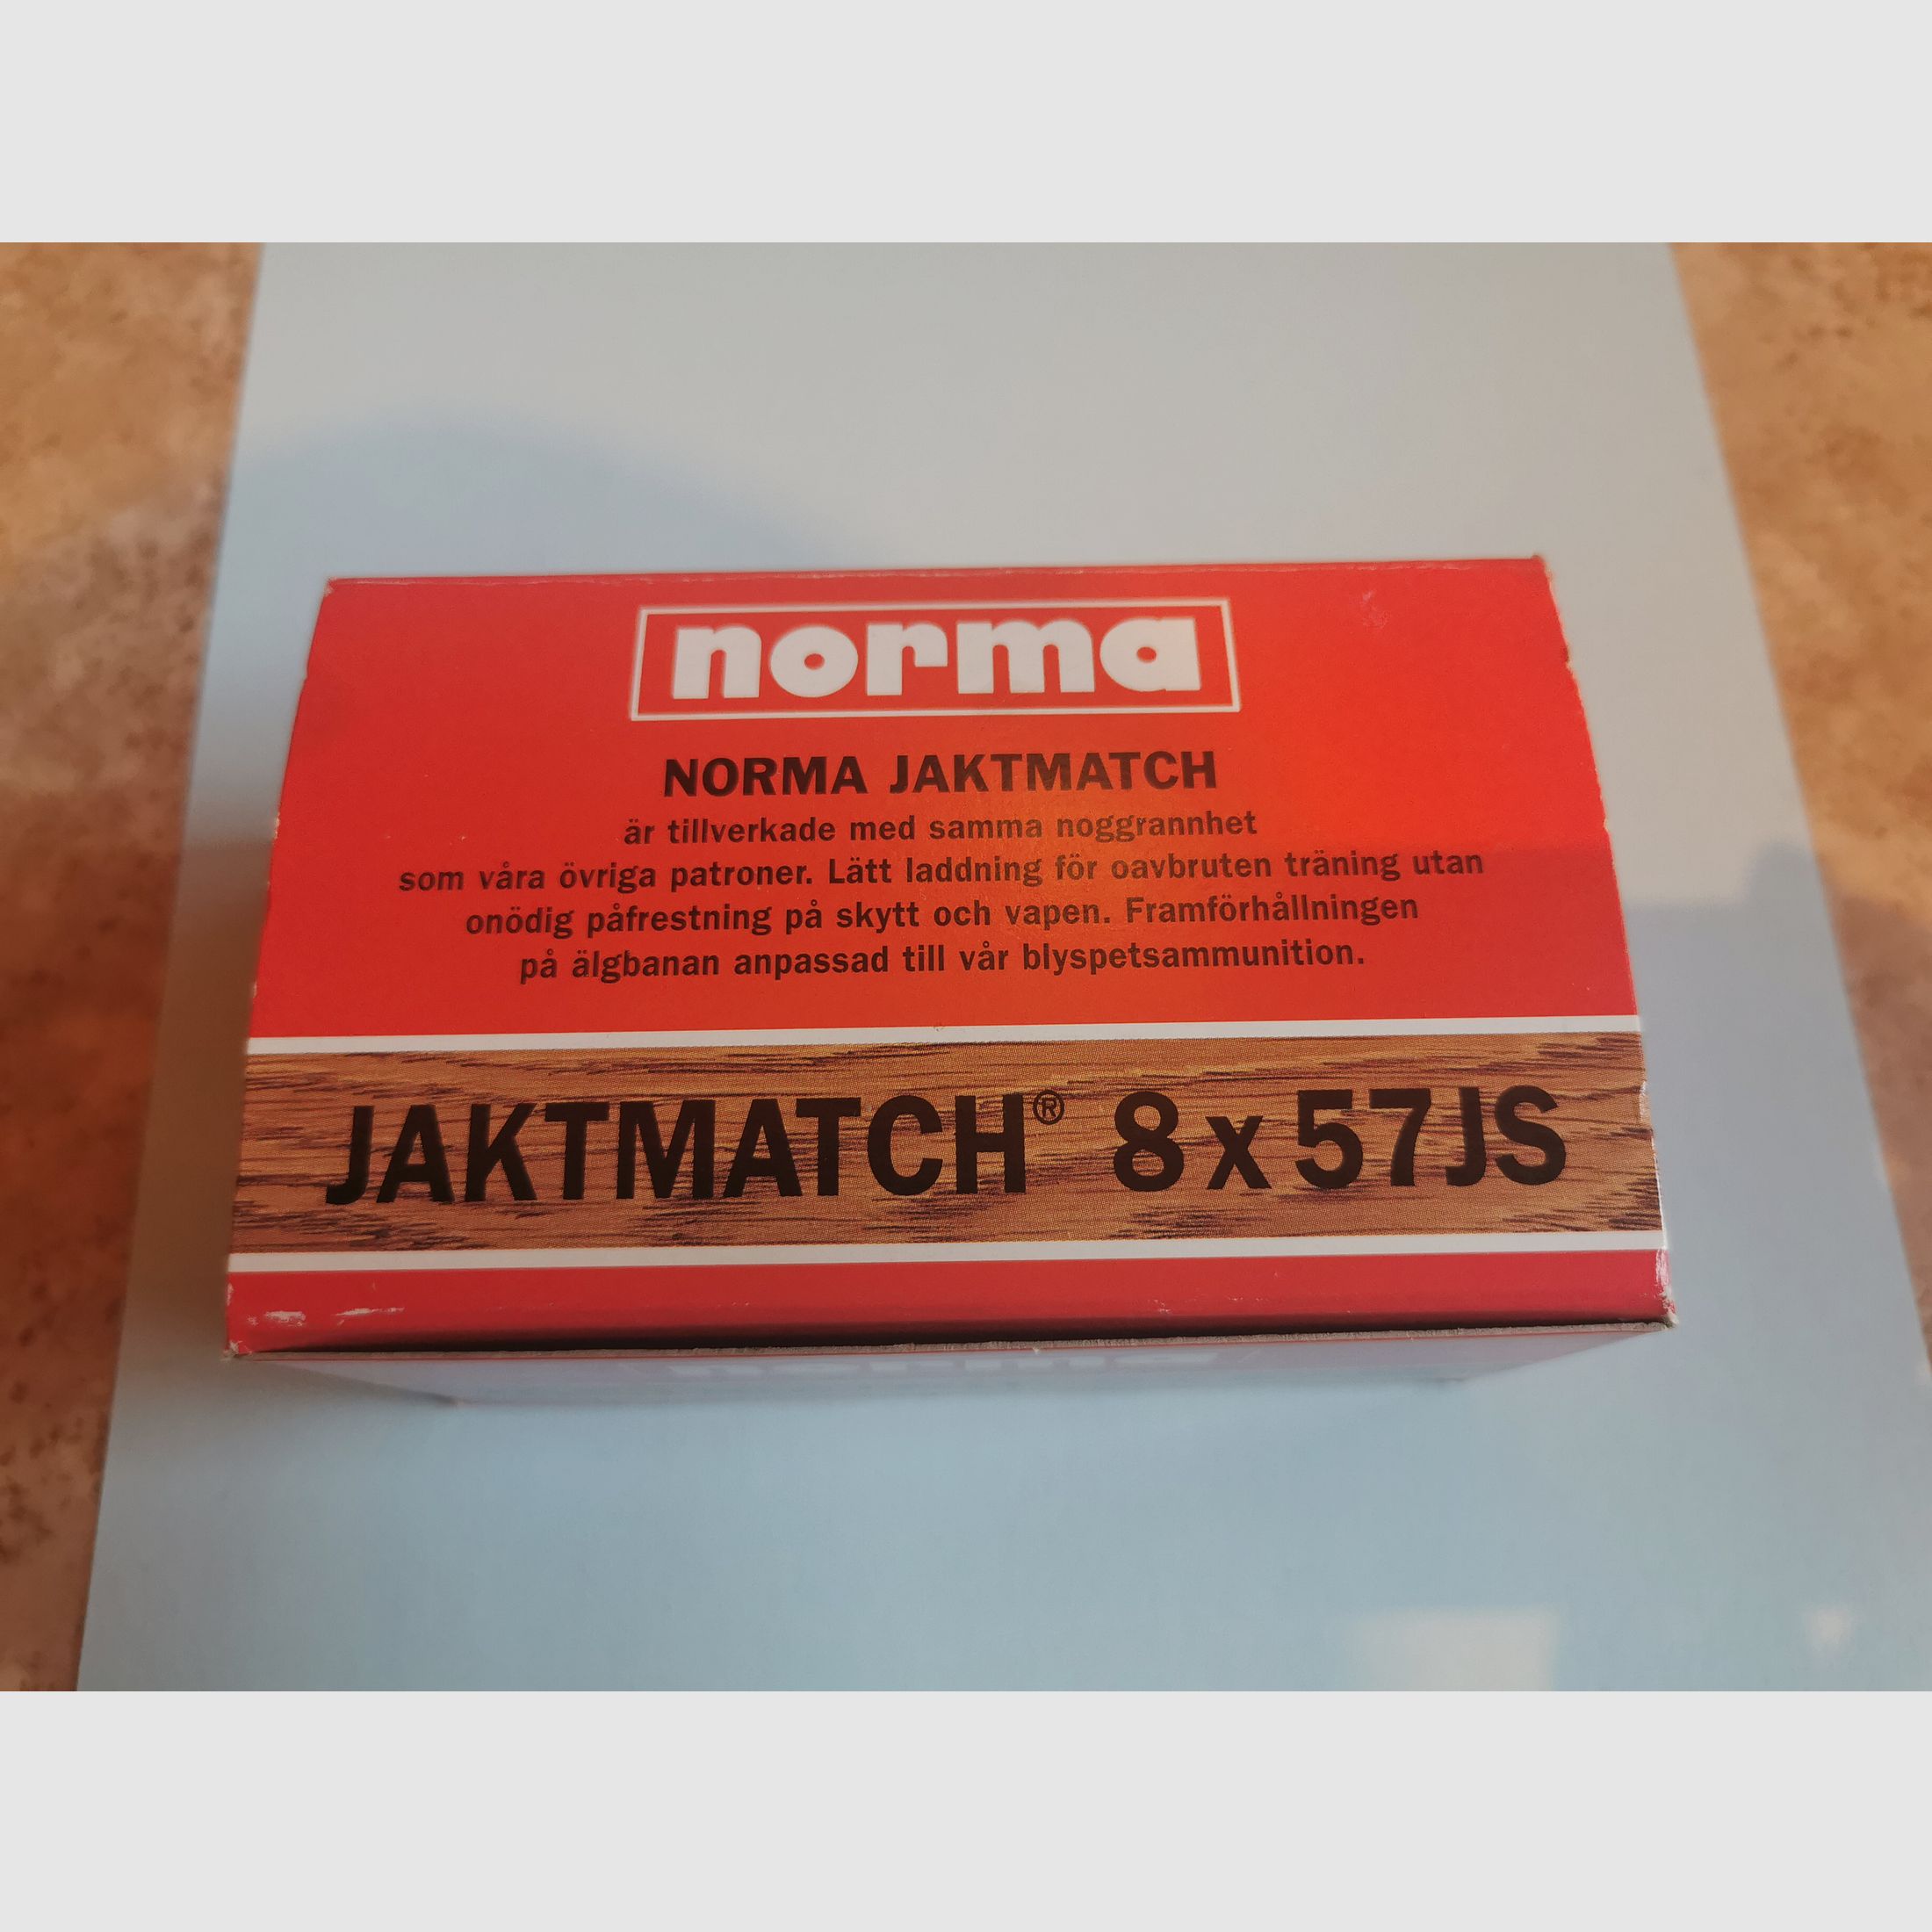 norma
NORMA JAKTMATCH
är tillverkade med samma noggrannhet
som våra övriga patroner. Lätt laddning för oavbruten träning utan
onödig påfrestning på skytt och vapen. Framförhållningen
på älgbanan anpassad till vår blyspetsammunition.
JAKTMATCH® 8x57JS